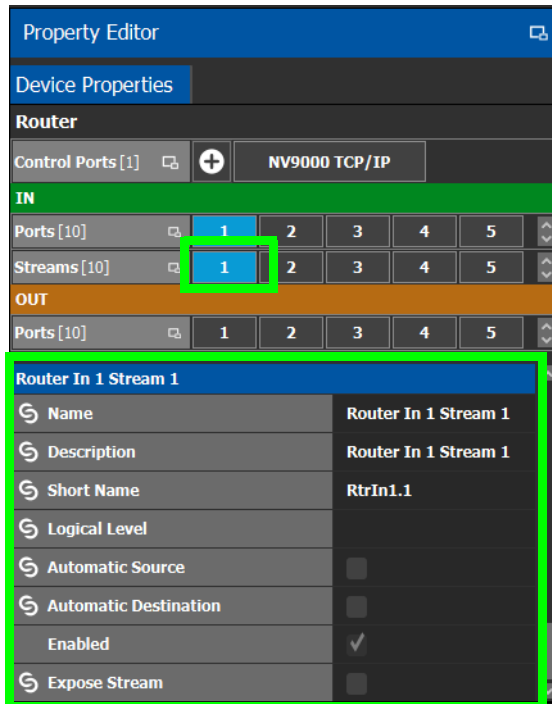 Property Editor
Device Properties
Router
Control Ports [1] NV9000 TCP/IP
IN
Ports [10] 1 2 3 4 5
Streams [10] 1 2 3 4 5
OUT
Ports [10] 1 2 3 4 5
Router In 1 Stream 1
Name Router In 1 Stream 1
Description Router In 1 Stream 1
Short Name RtrIn1.1
Logical Level
Automatic Source
Automatic Destination
Enabled
Expose Stream